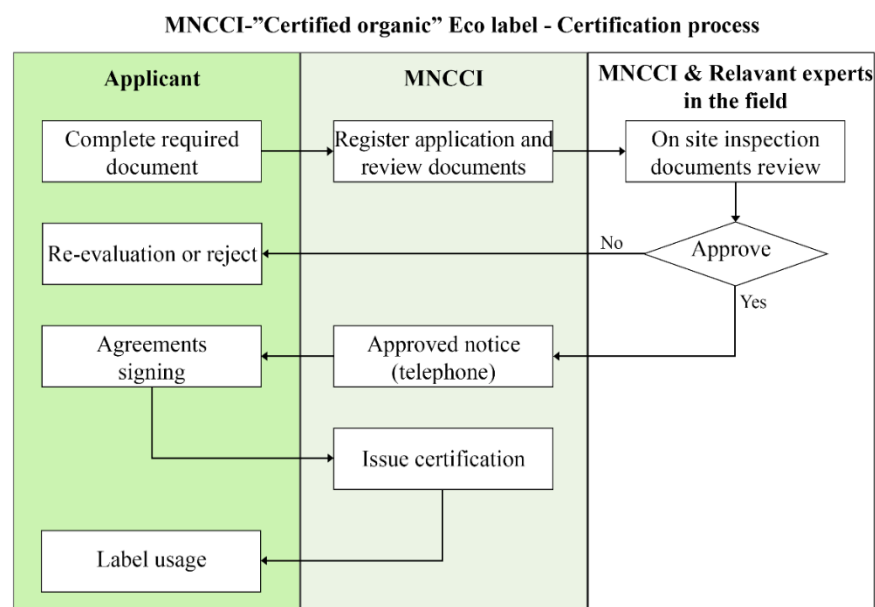 MNCCI-”Certified organic” Eco label - Certification process
Applicant
MNCCI
MNCCI & Relavant experts
in the field
Complete required
document
Register application and
review documents
On site inspection
documents review
Re-evaluation or reject
No
Approve
Yes
Agreements
signing
Approved notice
(telephone)
Issue certification
Label usage